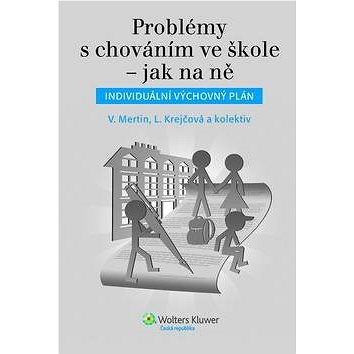 Problémy
s chováním ve škole
– jak na ně
INDIVIDUÁLNÍ VÝCHOVNÝ PLÁN
V. Mertin, L. Krejčová a kolektiv
Wolters Kluwer
Česká republika